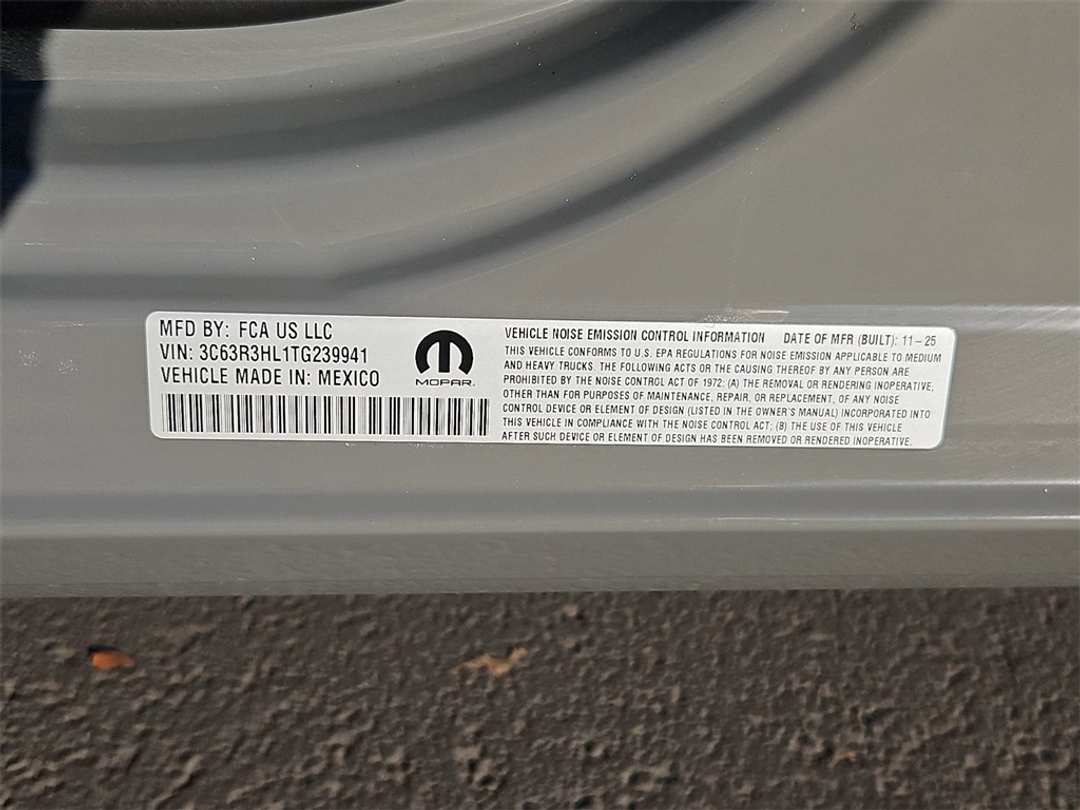 MFD BY: FCA US LLC
VIN: 3C63R3HL1TG239941
VEHICLE MADE IN: MEXICO
MOPAR.
VEHICLE NOISE EMISSION CONTROL INFORMATION DATE OF MFR (BUILT): 11-25
THIS VEHICLE CONFORMS TO U.S. EPA REGULATIONS FOR NOISE EMISSION APPLICABLE TO MEDIUM
AND HEAVY TRUCKS. THE FOLLOWING ACTS OR THE CAUSING THEREOF BY ANY PERSON ARE
PROHIBITED BY THE NOISE CONTROL ACT OF 1972: (A) THE REMOVAL OR RENDERING INOPERATIVE,
OTHER THAN FOR PURPOSES OF MAINTENANCE, REPAIR, OR REPLACEMENT, OF ANY NOISE
CONTROL DEVICE OR ELEMENT OF DESIGN (LISTED IN THE OWNER'S MANUAL) INCORPORATED INTO
THIS VEHICLE IN COMPLIANCE WITH THE NOISE CONTROL ACT; (B) THE USE OF THIS VEHICLE
AFTER SUCH DEVICE OR ELEMENT OF DESIGN HAS BEEN REMOVED OR RENDERED INOPERATIVE.